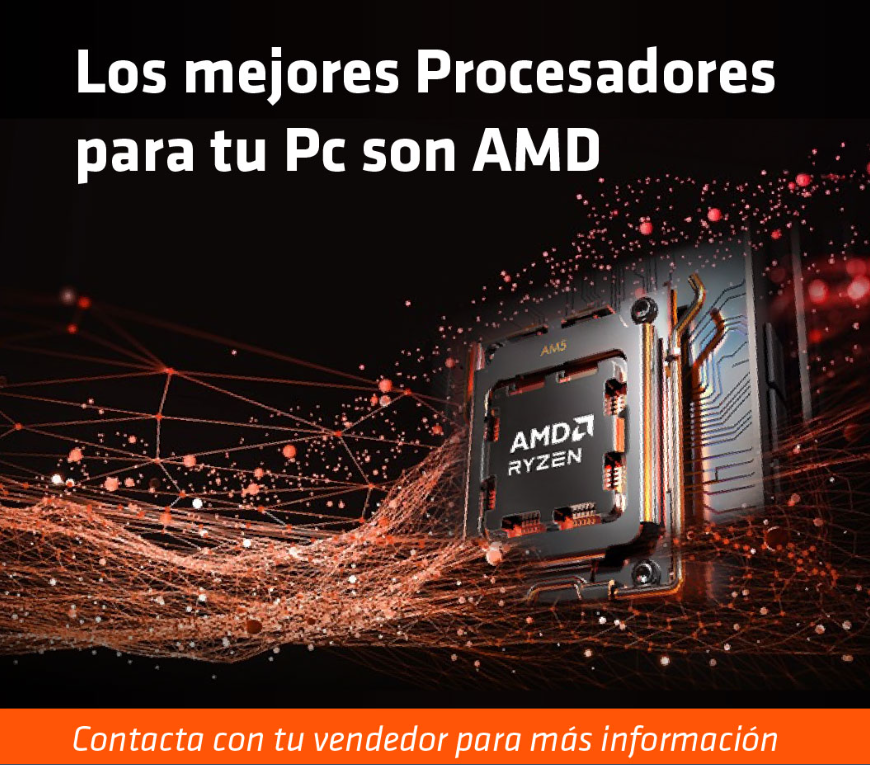 Los mejores Procesadores
para tu Pc son AMD
AM5
AMD
RYZEN
Contacta con tu vendedor para más información